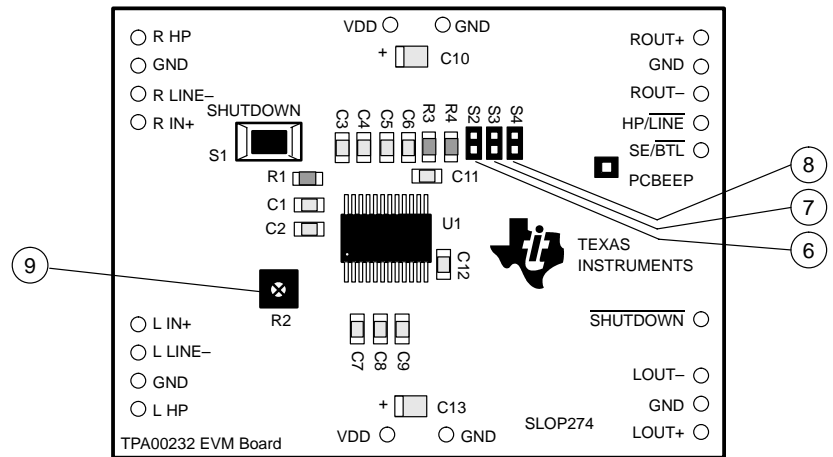 VDD GND
R HP
GND
R LINE–
R IN+
+ C10
ROUT+
GND
ROUT–
HP/LINE
SE/BTL
SHUTDOWN
S1
C3 C4 C5 C6 R3 R4 S2 S3 S4
PCBEEP
8
7
6
R1
C11
C1
C2
U1
TEXAS
INSTRUMENTS
C12
9
R2
L IN+
L LINE–
GND
L HP
C7 C8 C9
SHUTDOWN
LOUT–
GND
LOUT+
+ C13
SLOP274
VDD GND
TPA00232 EVM Board